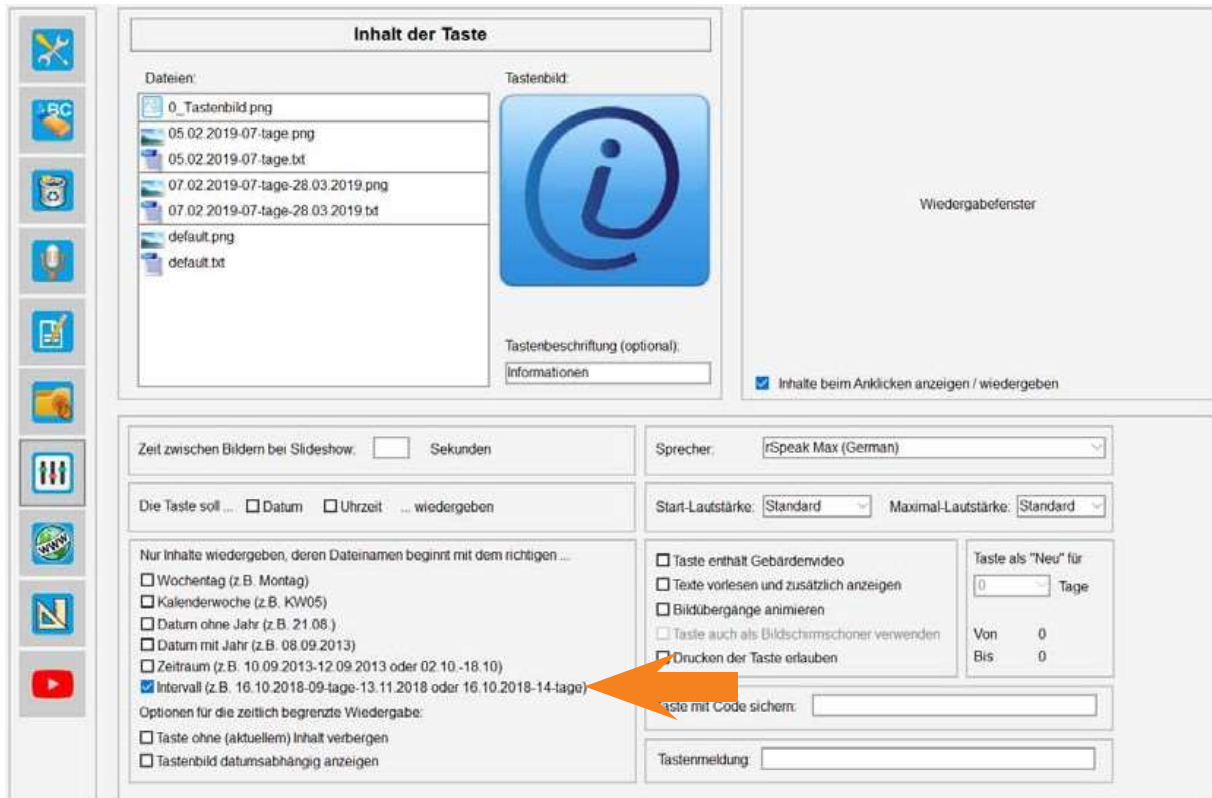 Inhalt der Taste
Dateien:
0_Tastenbild.png
05.02.2019-07-tage.png
05.02.2019-07-tage.txt
07.02.2019-07-tage-28.03.2019.png
07.02.2019-07-tage-28.03.2019.txt
default.png
default.txt
Tastenbild:
Tastenbeschriftung (optional):
Informationen
Wiedergabefenster
Inhalte beim Anklicken anzeigen / wiedergeben
ABC
WWW
Zeit zwischen Bildern bei Slideshow: Sekunden
Die Taste soll ... Datum Uhrzeit ... wiedergeben
Nur Inhalte wiedergeben, deren Dateinamen beginnt mit dem richtigen ...
Wochentag (z.B. Montag)
Kalenderwoche (z.B. KW05)
Datum ohne Jahr (z.B. 21.08.)
Datum mit Jahr (z.B. 08.09.2013)
Zeitraum (z.B. 10.09.2013-12.09.2013 oder 02.10.-18.10)
Intervall (z.B. 16.10.2018-09-tage-13.11.2018 oder 16.10.2018-14-tage)
Optionen für die zeitlich begrenzte Wiedergabe:
Taste ohne (aktuellem) Inhalt verbergen
Tastenbild datumsabhängig anzeigen
Sprecher: rSpeak Max (German)
Start-Lautstärke: Standard Maximal-Lautstärke: Standard
Taste enthält Gebärdenvideo
Texte vorlesen und zusätzlich anzeigen
Bildübergänge animieren
Taste auch als Bildschirmschoner verwenden
Drucken der Taste erlauben
Taste als "Neu" für
0 Tage
Von 0
Bis 0
aste mit Code sichern:
Tastenmeldung: